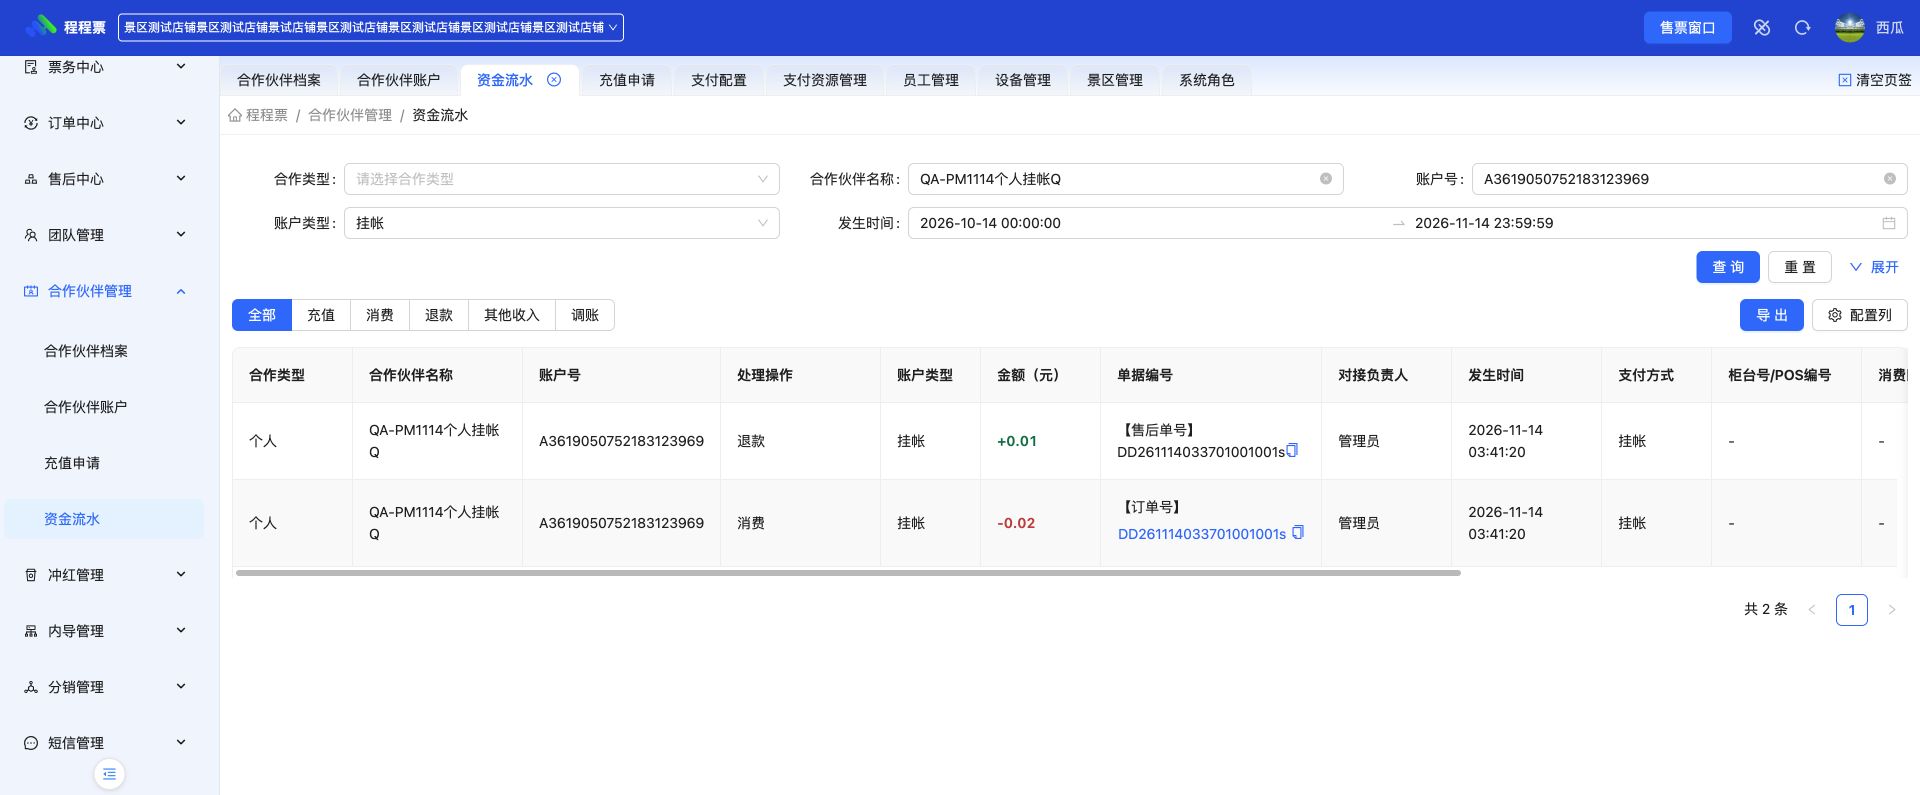 程程票 景区测试店铺景区测试店铺景试店铺景区测试店铺景区测试店铺景区测试店铺景区测试店铺 售票窗口 西瓜
票务中心
订单中心
售后中心
团队管理
合作伙伴管理
合作伙伴档案
合作伙伴账户
充值申请
资金流水
冲红管理
内导管理
分销管理
短信管理
合作伙伴档案 合作伙伴账户 资金流水 充值申请 支付配置 支付资源管理 员工管理 设备管理 景区管理 系统角色 清空页签
程程票 / 合作伙伴管理 / 资金流水
合作类型: 请选择合作类型 合作伙伴名称: QA-PM1114个人挂帐Q 账户号: A3619050752183123969
账户类型: 挂帐 发生时间: 2026-10-14 00:00:00 → 2026-11-14 23:59:59
查 询 重 置 展开
全部 充值 消费 退款 其他收入 调账 导 出 配置列
合作类型 合作伙伴名称 账户号 处理操作 账户类型 金额（元） 单据编号 对接负责人 发生时间 支付方式 柜台号/POS编号 消费
个人 QA-PM1114个人挂帐Q A3619050752183123969 退款 挂帐 +0.01 【售后单号】 DD261114033701001001s 管理员 2026-11-14 03:41:20 挂帐 - -
个人 QA-PM1114个人挂帐Q A3619050752183123969 消费 挂帐 -0.02 【订单号】 DD261114033701001001s 管理员 2026-11-14 03:41:20 挂帐 - -
共 2 条 < 1 >